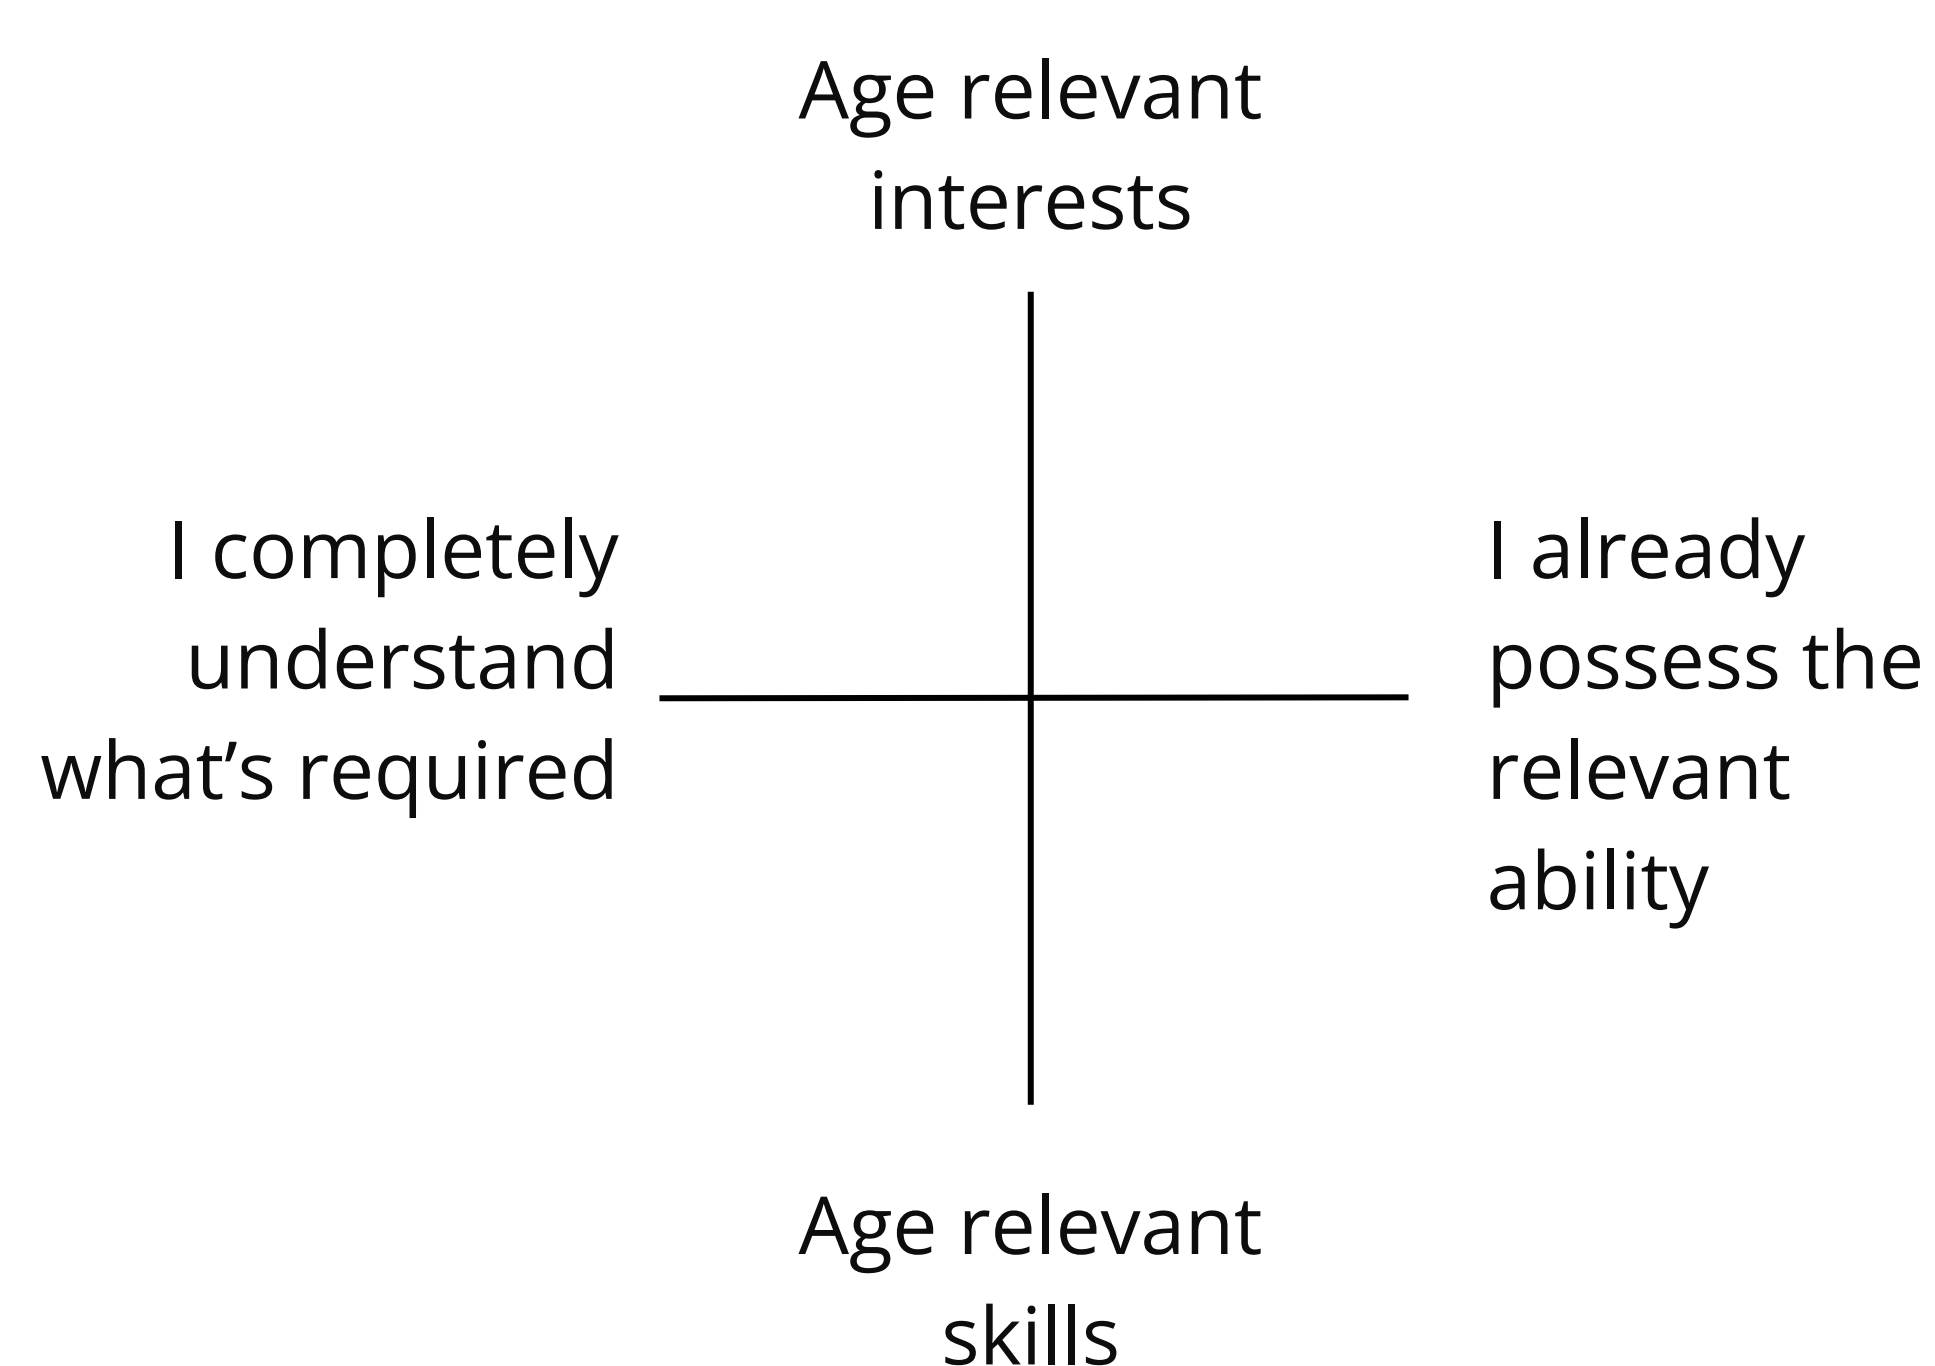 Age relevant
interests
I completely
understand
what’s required
I already
possess the
relevant
ability
Age relevant
skills